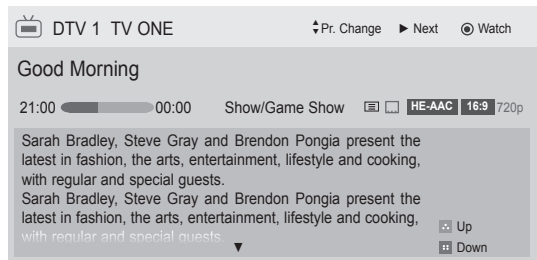 DTV 1 TV ONE Pr. Change Next Watch
Good Morning
21:00 00:00 Show/Game Show HE-AAC 16:9 720p
Sarah Bradley, Steve Gray and Brendon Pongia present the
latest in fashion, the arts, entertainment, lifestyle and cooking,
with regular and special guests.
Sarah Bradley, Steve Gray and Brendon Pongia present the
latest in fashion, the arts, entertainment, lifestyle and cooking,
with regular and special guests.
Up
Down